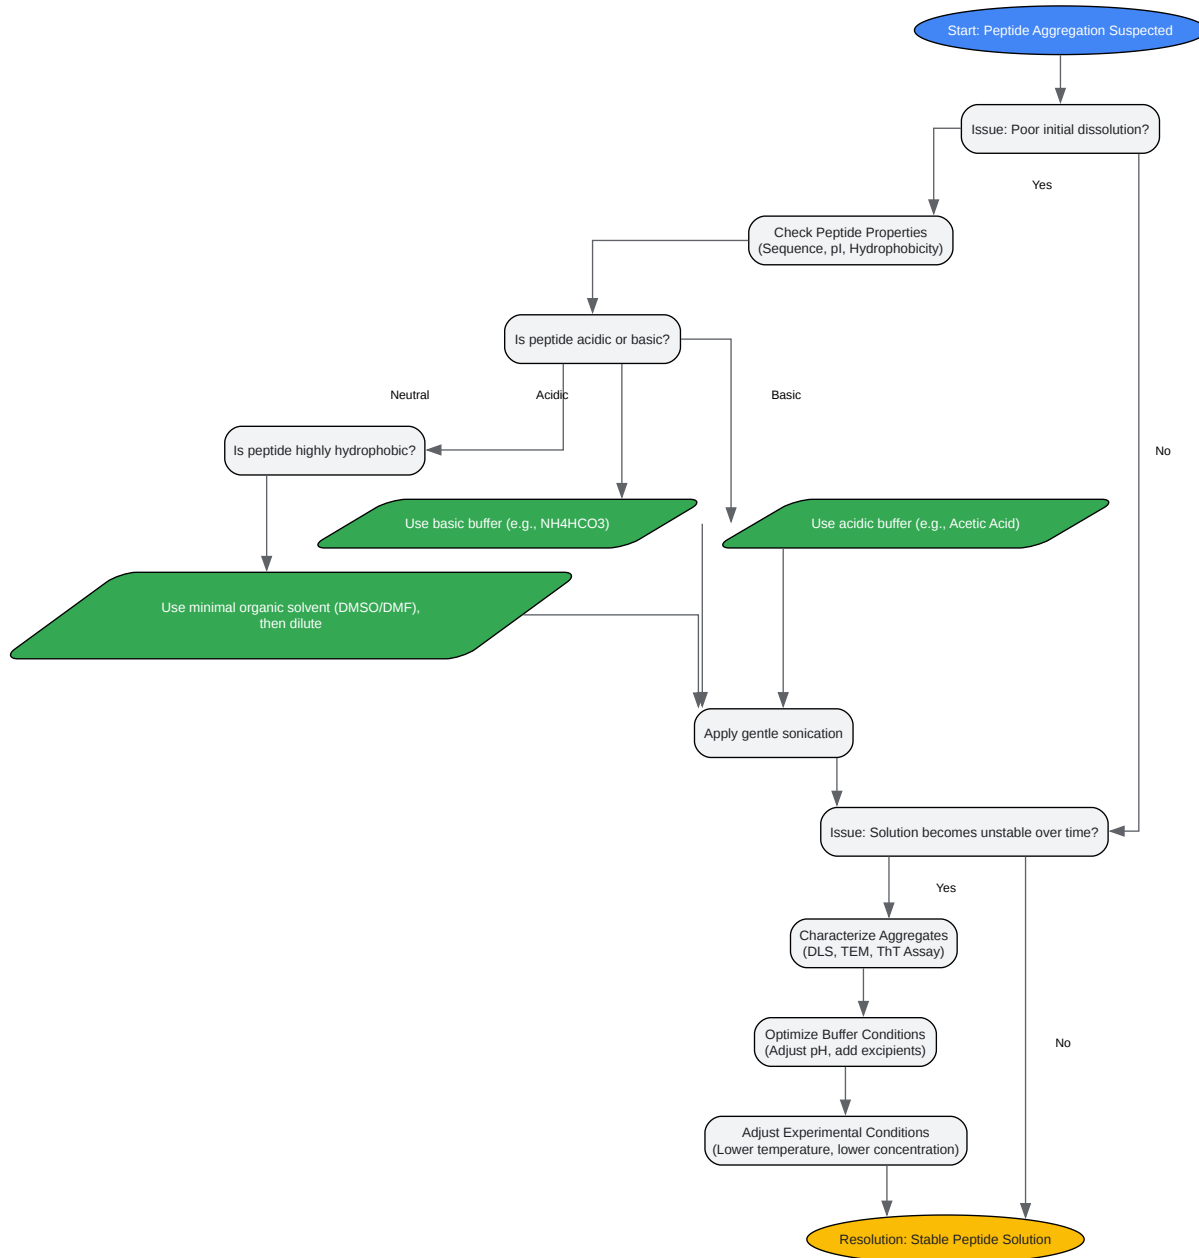 Start: Peptide Aggregation Suspected
Issue: Poor initial dissolution?
Yes
Check Peptide Properties
(Sequence, pI, Hydrophobicity)
Is peptide acidic or basic?
Neutral
Acidic
Basic
Is peptide highly hydrophobic?
No
Use basic buffer (e.g., NH4HCO3)
Use acidic buffer (e.g., Acetic Acid)
Use minimal organic solvent (DMSO/DMF),
then dilute
Apply gentle sonication
Issue: Solution becomes unstable over time?
Yes
Characterize Aggregates
(DLS, TEM, ThT Assay)
Optimize Buffer Conditions
(Adjust pH, add excipients)
No
Adjust Experimental Conditions
(Lower temperature, lower concentration)
Resolution: Stable Peptide Solution